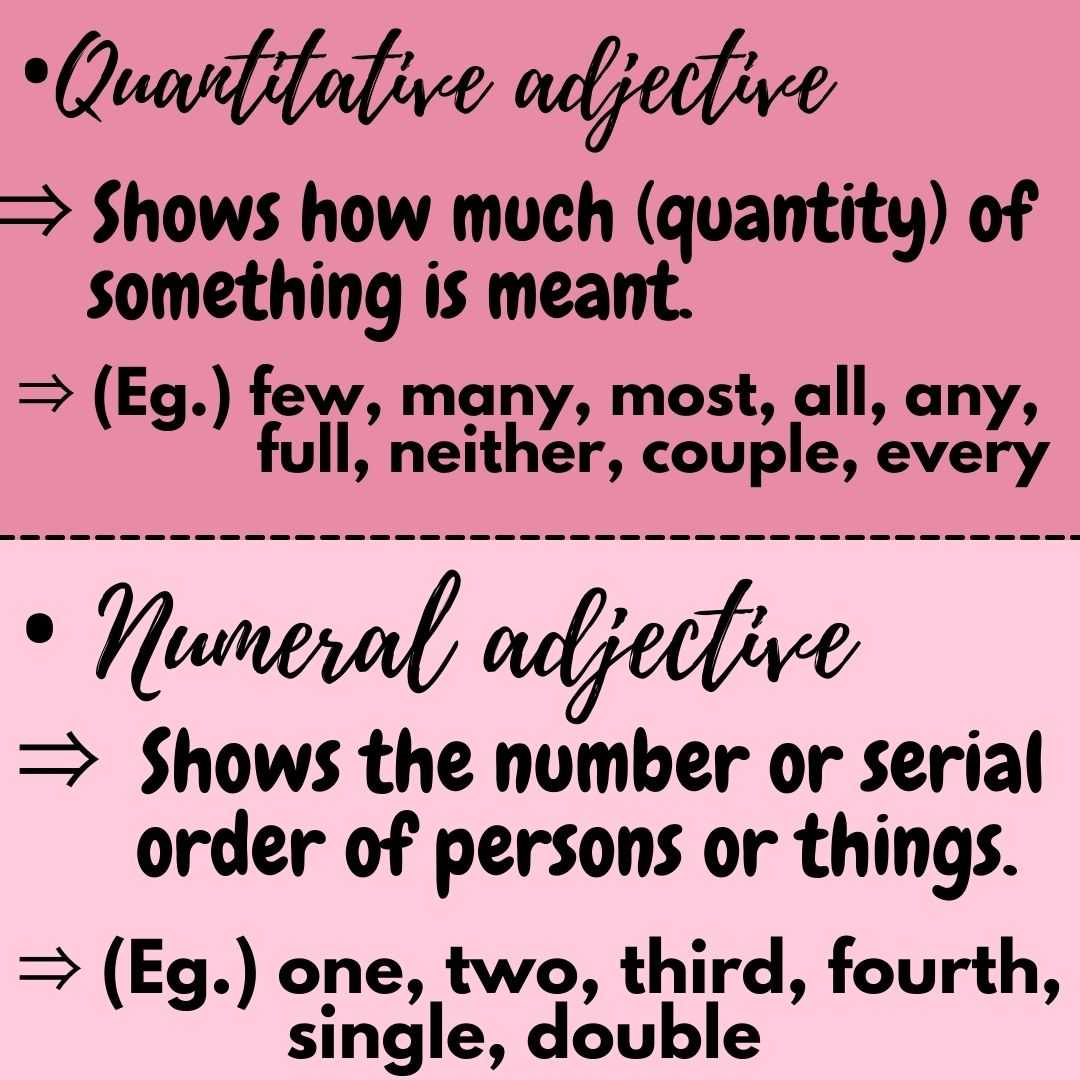 •Quantitative adjective
⇒ Shows how much (quantity) of
something is meant.
⇒ (Eg.) few, many, most, all, any,
full, neither, couple, every
• Numeral adjective
⇒ Shows the number or serial
order of persons or things.
⇒ (Eg.) one, two, third, fourth,
single, double